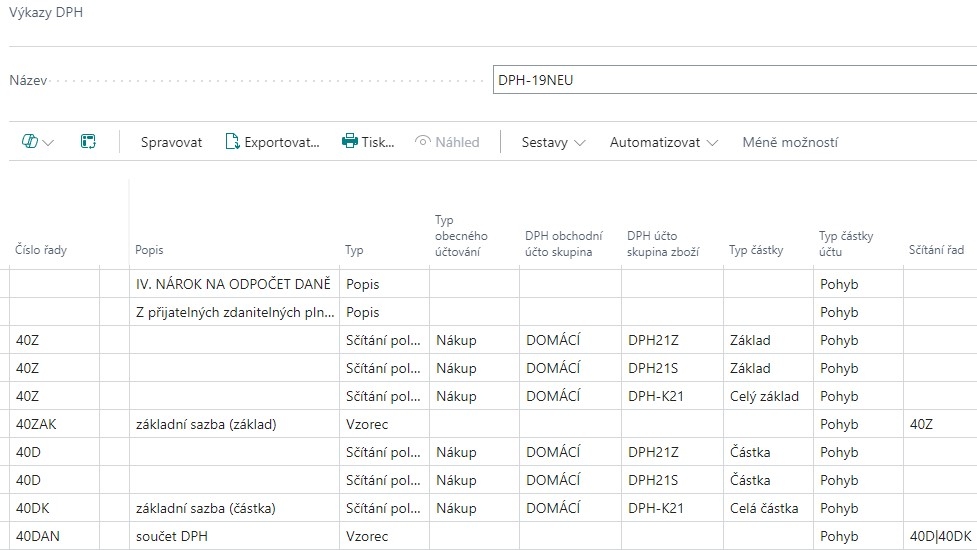 Výkazy DPH
Název
DPH-19NEU
Spravovat Exportovat... Tisk... Náhled Sestavy Automatizovat Méně možností
Číslo řady Popis Typ Typ obecného účtování DPH obchodní účto skupina DPH účto skupina zboží Typ částky Typ částky účtu Sčítání řad
IV. NÁROK NA ODPOČET DANĚ Popis Pohyb
Z přijatelných zdanitelných pln... Popis Pohyb
40Z Sčítání pol... Nákup DOMÁCÍ DPH21Z Základ Pohyb
40Z Sčítání pol... Nákup DOMÁCÍ DPH21S Základ Pohyb
40Z Sčítání pol... Nákup DOMÁCÍ DPH-K21 Celý základ Pohyb
40ZAK základní sazba (základ) Vzorec Pohyb 40Z
40D Sčítání pol... Nákup DOMÁCÍ DPH21Z Částka Pohyb
40D Sčítání pol... Nákup DOMÁCÍ DPH21S Částka Pohyb
40DK základní sazba (částka) Sčítání pol... Nákup DOMÁCÍ DPH-K21 Celá částka Pohyb
40DAN součet DPH Vzorec Pohyb 40D|40DK